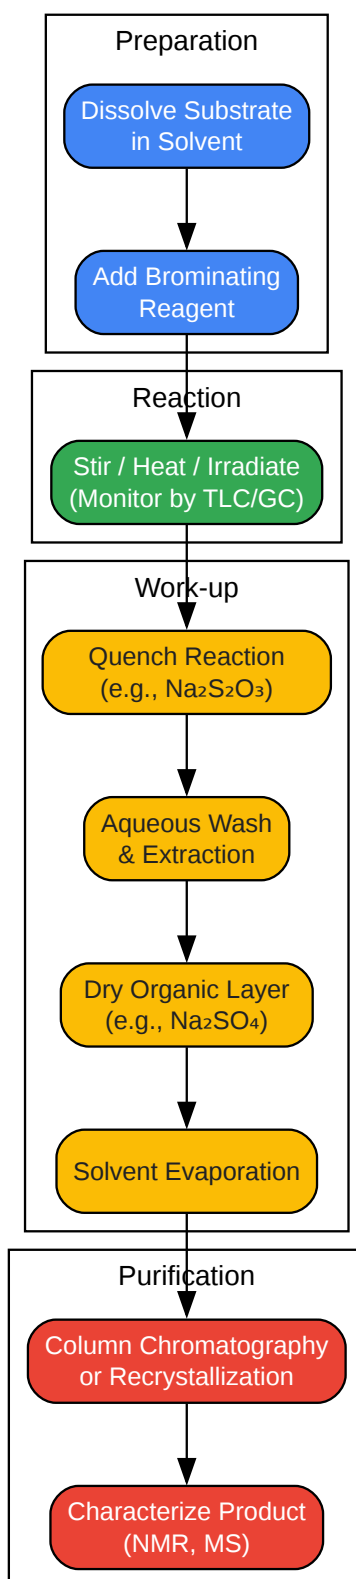 Preparation
Dissolve Substrate
in Solvent
Add Brominating
Reagent
Reaction
Stir / Heat / Irradiate
(Monitor by TLC/GC)
Work-up
Quench Reaction
(e.g., Na₂S₂O₃)
Aqueous Wash
& Extraction
Dry Organic Layer
(e.g., Na₂SO₄)
Solvent Evaporation
Purification
Column Chromatography
or Recrystallization
Characterize Product
(NMR, MS)